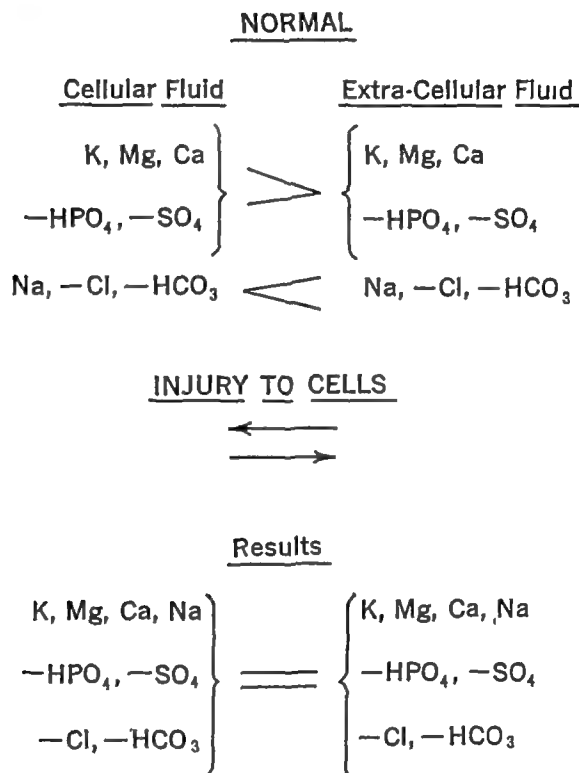 NORMAL
Cellular Fluid Extra-Cellular Fluid
K, Mg, Ca K, Mg, Ca
—HPO₄, —SO₄ > —HPO₄, —SO₄
Na, —Cl, —HCO₃ < Na, —Cl, —HCO₃
INJURY TO CELLS
Results
K, Mg, Ca, Na K, Mg, Ca, Na
—HPO₄, —SO₄ = —HPO₄, —SO₄
—Cl, —HCO₃ —Cl, —HCO₃